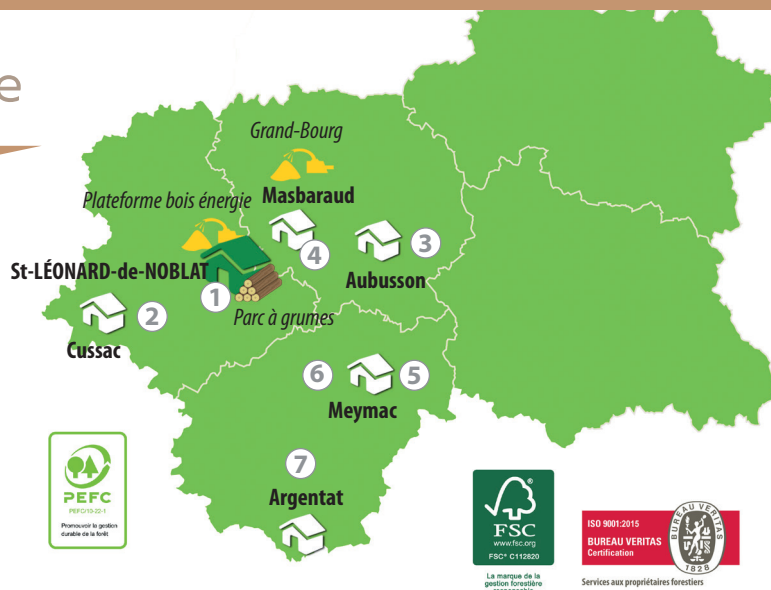 e
Grand-Bourg
Plateforme bois énergie
Masbaraud
4
3
St-LÉONARD-de-NOBLAT
Aubusson
1
2
Parc à grumes
Cussac
6
5
Meymac
7
Argentat
PEFC
PEFC/10-22-1
Promouvoir la gestion
durable de la forêt
FSC
www.fsc.org
FSC® C112820
La marque de la
gestion forestière
responsable
ISO 9001:2015
BUREAU VERITAS
Certification
BUREAU VERITAS
1828
Services aux propriétaires forestiers